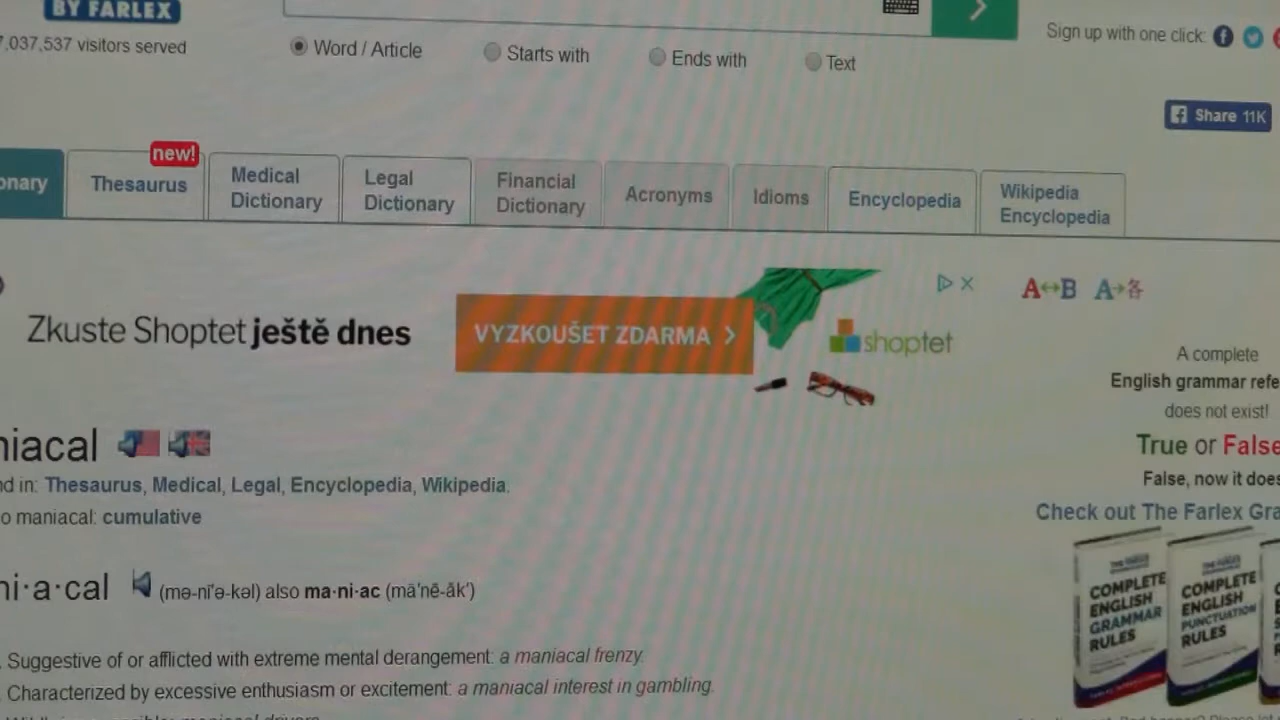 BY FARLEX
7,037,537 visitors served
Word / Article
Starts with
Ends with
Text
Sign up with one click:
Share 11K
onary
Thesaurus
new!
Medical
Dictionary
Legal
Dictionary
Financial
Dictionary
Acronyms
Idioms
Encyclopedia
Wikipedia
Encyclopedia
Zkuste Shoptet ještě dnes
VYZKOUŠET ZDARMA
shoptet
A↔B A→各
A complete
English grammar refe
does not exist!
True or False
False, now it does
Check out The Farlex Gra
niacal
nd in: Thesaurus, Medical, Legal, Encyclopedia, Wikipedia.
o maniacal: cumulative
ni·a·cal (mə-nī′ə-kəl) also ma·ni·ac (mā′nē-ăk′)
. Suggestive of or afflicted with extreme mental derangement: a maniacal frenzy.
. Characterized by excessive enthusiasm or excitement: a maniacal interest in gambling.
COMPLETE
ENGLISH
GRAMMAR
RULES
COMPLETE
ENGLISH
PUNCTUATION
RULES